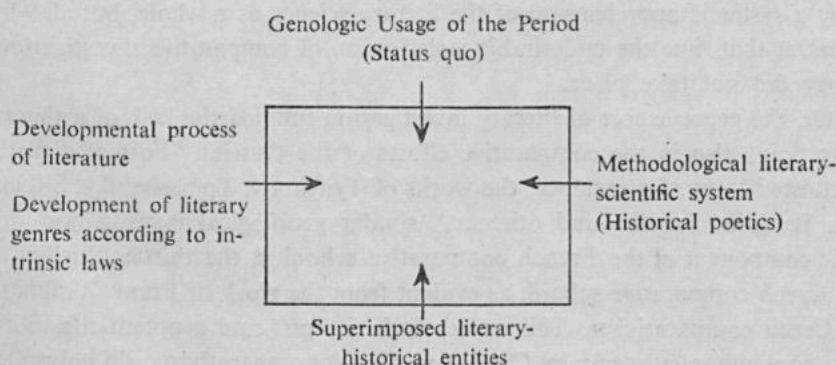 Genologic Usage of the Period
(Status quo)
Developmental process
of literature
Development of literary
genres according to in-
trinsic laws
Methodological literary-
scientific system
(Historical poetics)
Superimposed literary-
historical entities